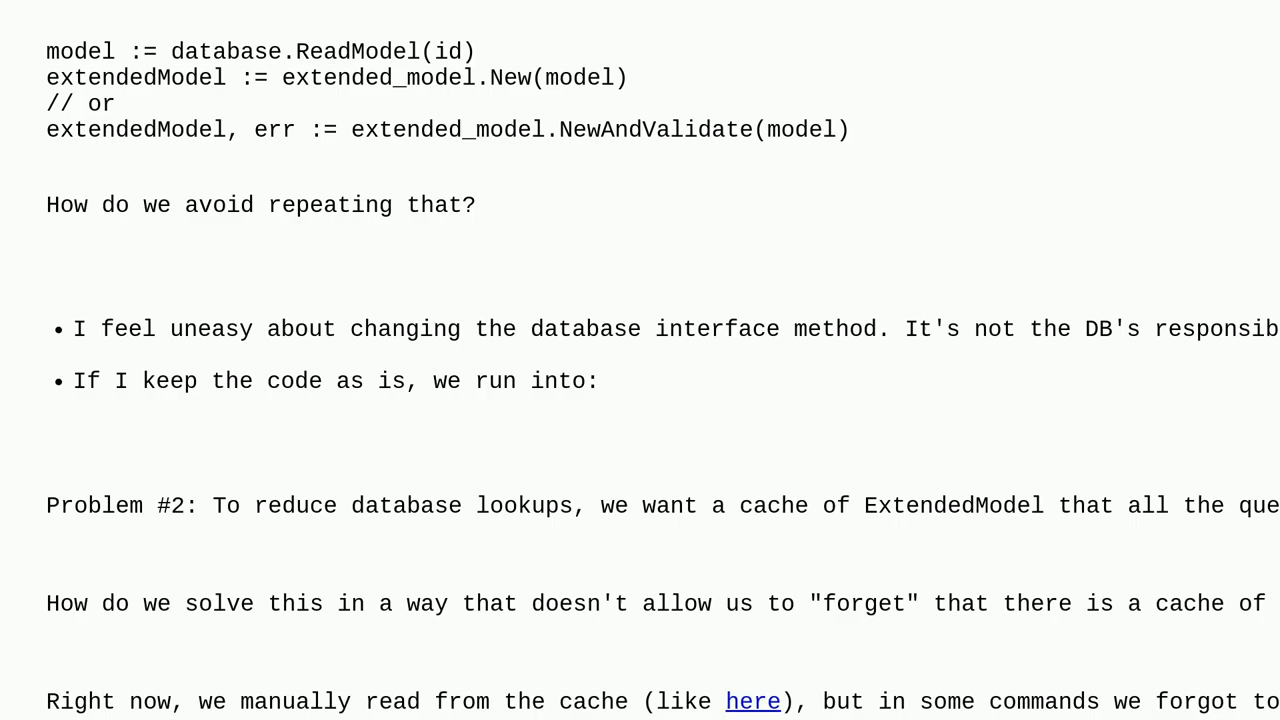 model := database.ReadModel(id)
extendedModel := extended_model.New(model)
// or
extendedModel, err := extended_model.NewAndValidate(model)
How do we avoid repeating that?
• I feel uneasy about changing the database interface method. It's not the DB's responsib
• If I keep the code as is, we run into:
Problem #2: To reduce database lookups, we want a cache of ExtendedModel that all the que
How do we solve this in a way that doesn't allow us to "forget" that there is a cache of
Right now, we manually read from the cache (like here), but in some commands we forgot to